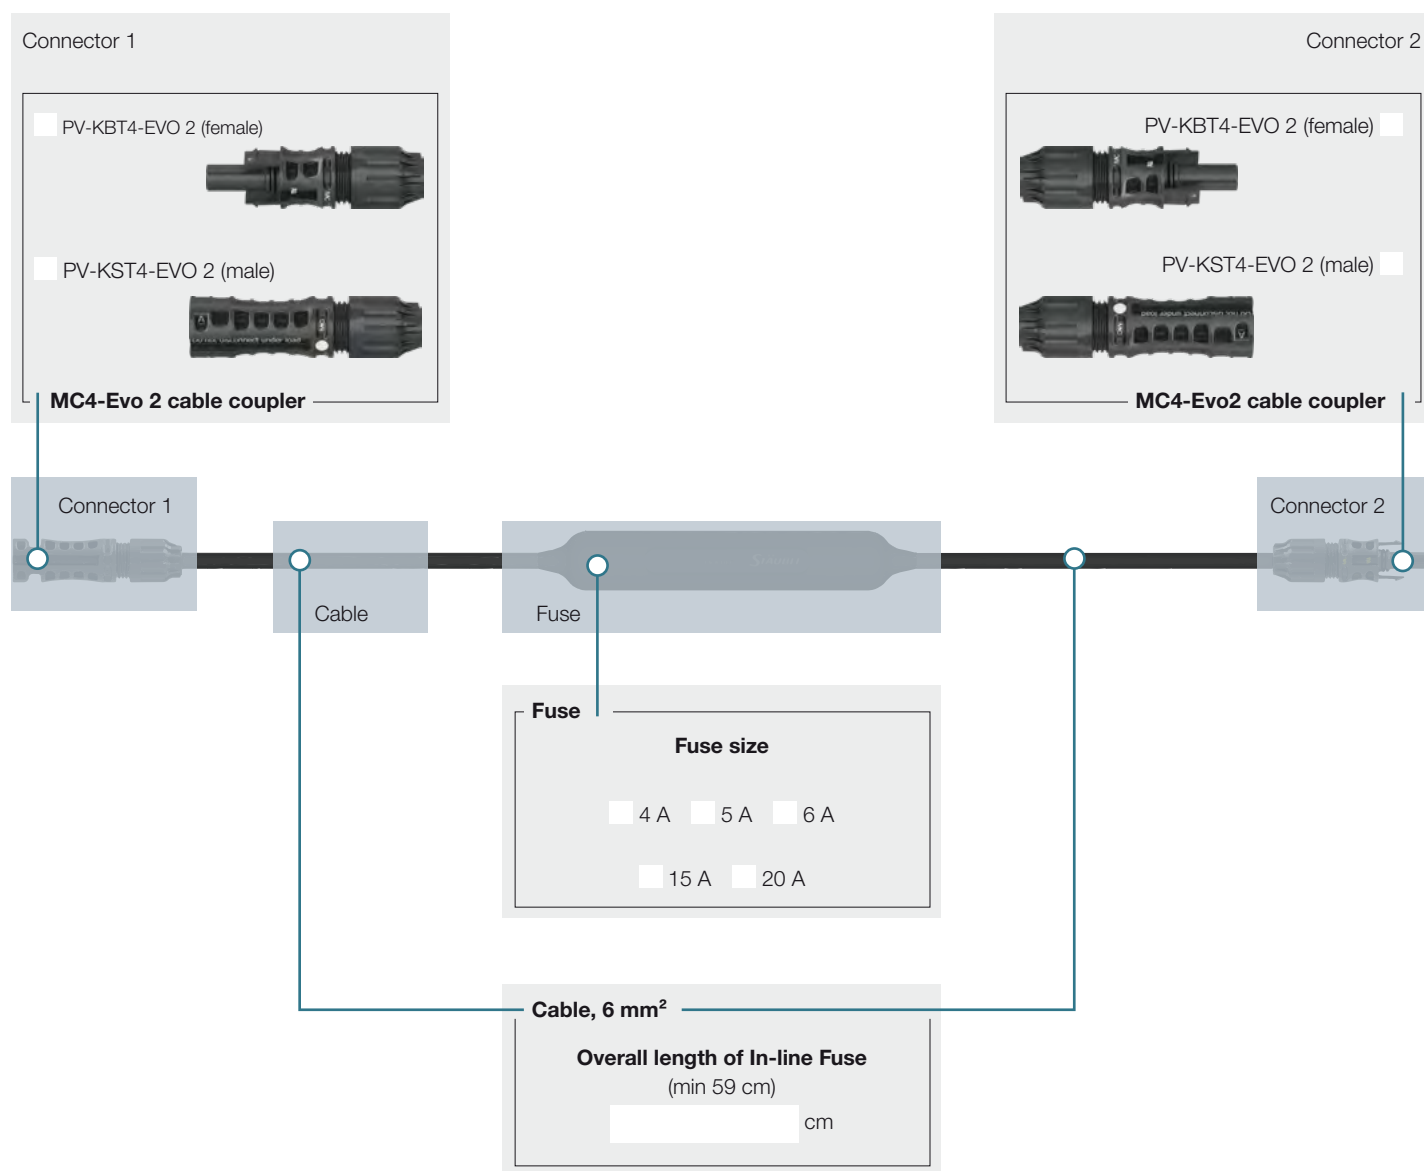 Connector 1
Connector 2
PV-KBT4-EVO 2 (female)
PV-KST4-EVO 2 (male)
MC4-Evo 2 cable coupler
PV-KBT4-EVO 2 (female)
PV-KST4-EVO 2 (male)
MC4-Evo2 cable coupler
Connector 1
Cable
Fuse
Connector 2
Fuse
Fuse size
4 A 5 A 6 A
15 A 20 A
Cable, 6 mm²
Overall length of In-line Fuse
(min 59 cm)
cm